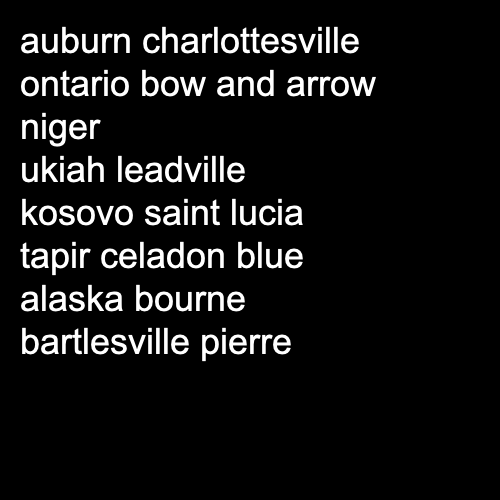 auburn charlottesville
ontario bow and arrow
niger
ukiah leadville
kosovo saint lucia
tapir celadon blue
alaska bourne
bartlesville pierre